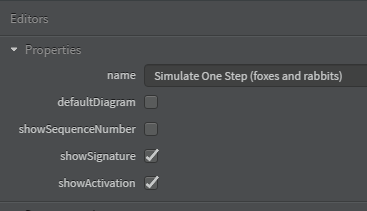 Editors
Properties
name Simulate One Step (foxes and rabbits)
defaultDiagram
showSequenceNumber
showSignature
showActivation